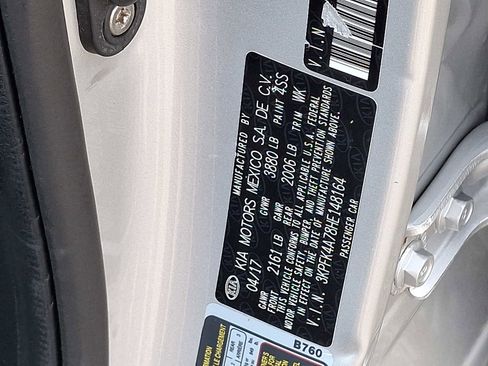 V.I.N
MANUFACTURED BY
KIA KIA MOTORS MEXICO S.A. DE C.V.
04/17 GVWR 3880 LB PAINT 4SS
GAWR FRONT 2161 LB GAWR REAR 2006 LB TRIM WK
THIS VEHICLE CONFORMS TO ALL APPLICABLE U.S.A. FEDERAL
MOTOR VEHICLE SAFETY, BUMPER, AND THEFT PREVENTION STANDARDS
IN EFFECT ON THE DATE OF MANUFACTURE SHOWN ABOVE.
V.I.N. 3KPFK4A78HE148164
PASSENGER CAR
B760